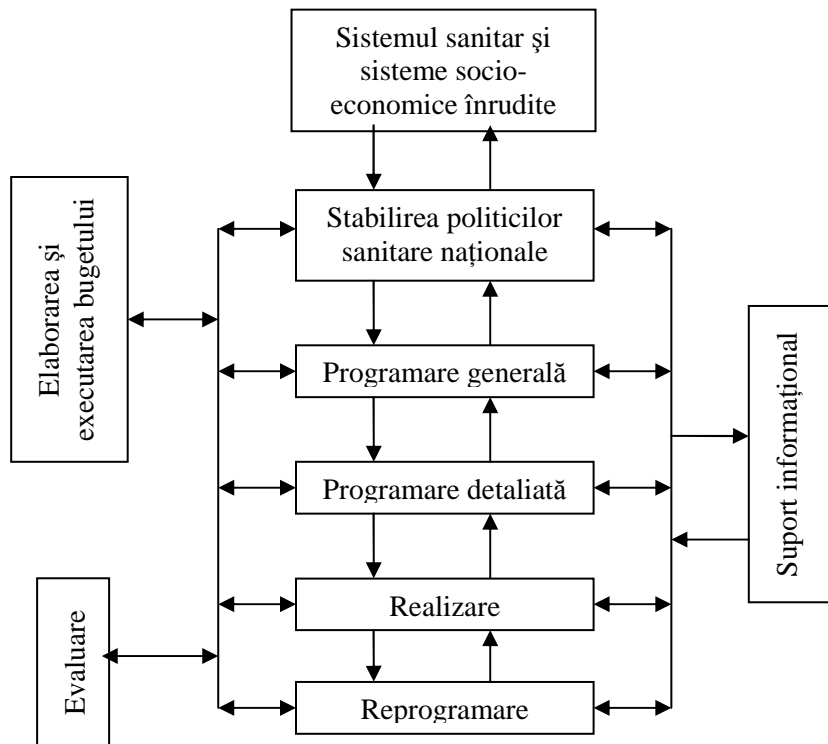 Sistemul sanitar şi
sisteme socio-
economice înrudite
Elaborarea şi
executarea bugetului
Stabilirea politicilor
sanitare naționale
Programare generală
Programare detaliată
Suport informațional
Evaluare
Realizare
Reprogramare